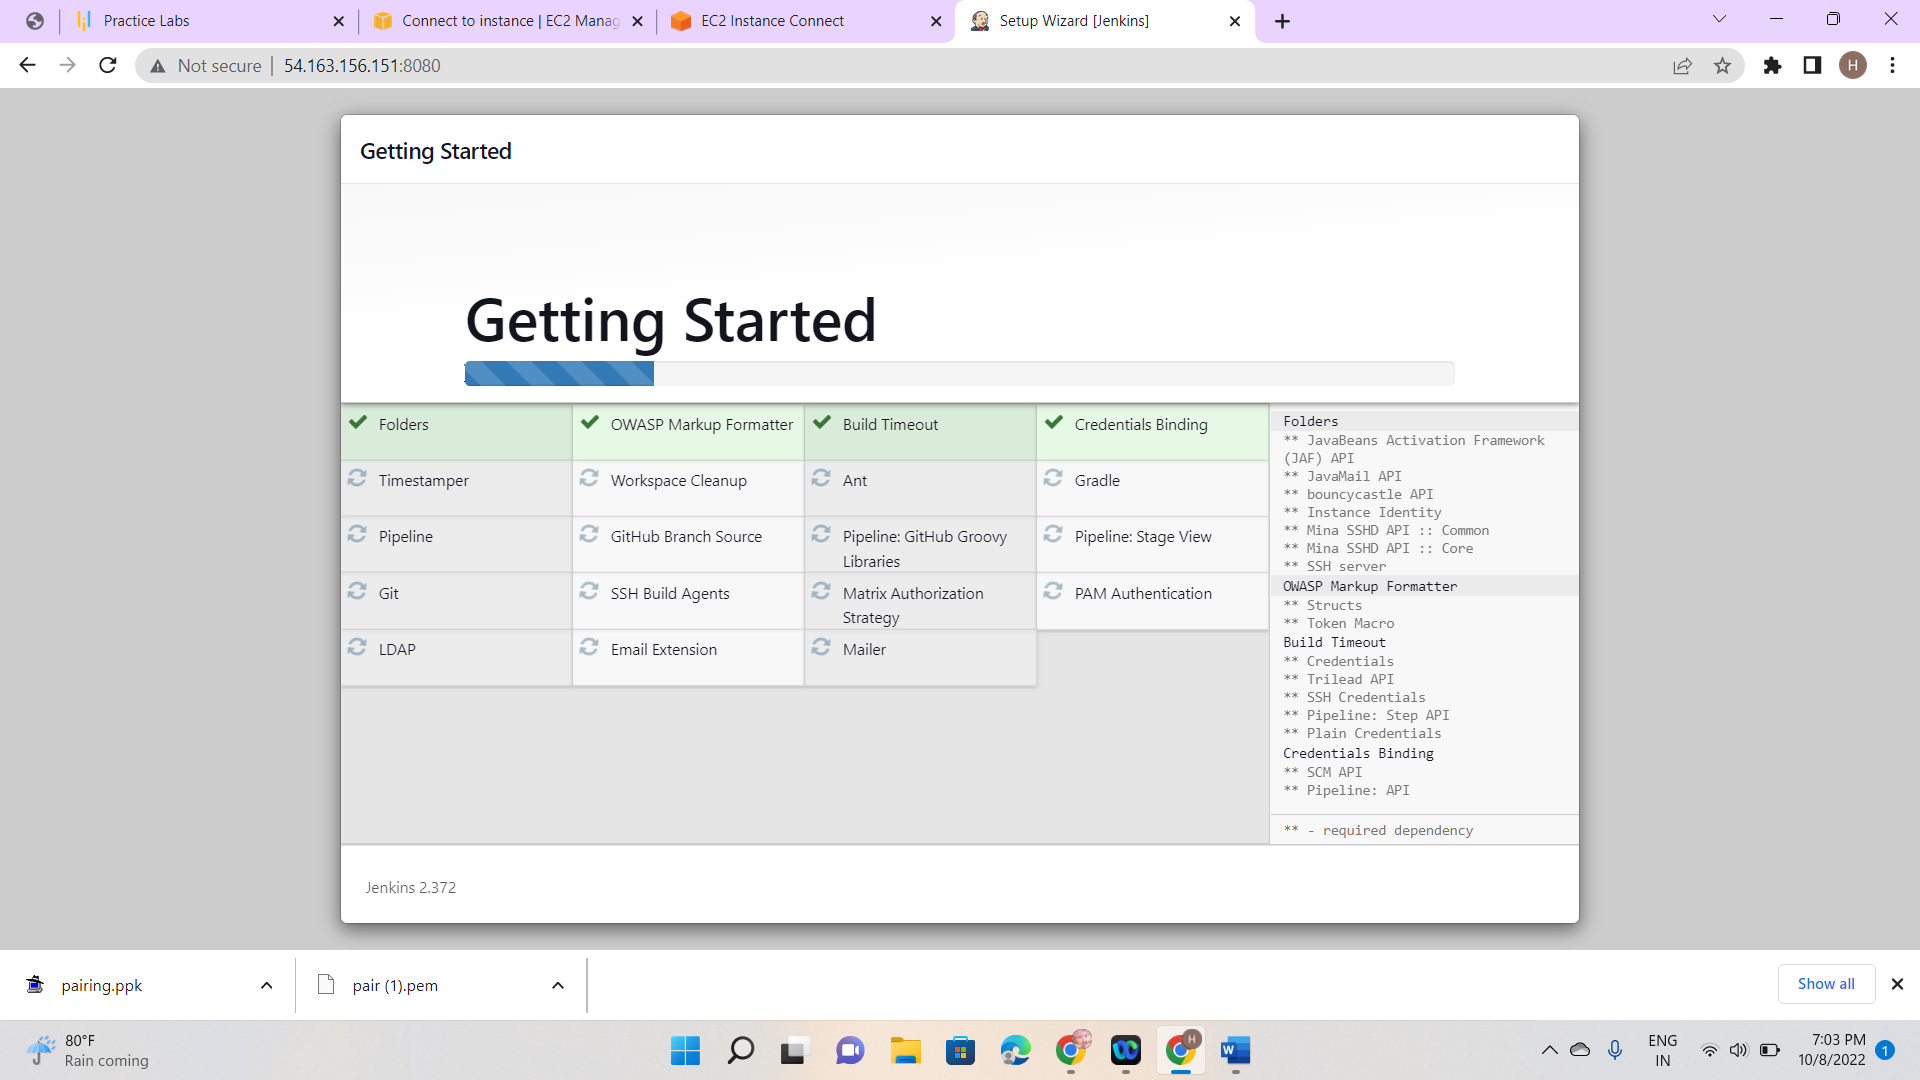 Practice Labs
Connect to instance | EC2 Manag
EC2 Instance Connect
Setup Wizard [Jenkins]
Not secure | 54.163.156.151:8080
H
Getting Started
Getting Started
Folders
OWASP Markup Formatter
Build Timeout
Credentials Binding
Timestamper
Workspace Cleanup
Ant
Gradle
Pipeline
GitHub Branch Source
Pipeline: GitHub Groovy
Libraries
Pipeline: Stage View
Git
SSH Build Agents
Matrix Authorization
Strategy
PAM Authentication
LDAP
Email Extension
Mailer
Folders
** JavaBeans Activation Framework
(JAF) API
** JavaMail API
** bouncycastle API
** Instance Identity
** Mina SSHD API :: Common
** Mina SSHD API :: Core
** SSH server
OWASP Markup Formatter
** Structs
** Token Macro
Build Timeout
** Credentials
** Trilead API
** SSH Credentials
** Pipeline: Step API
** Plain Credentials
Credentials Binding
** SCM API
** Pipeline: API
** - required dependency
Jenkins 2.372
pairing.ppk
pair (1).pem
Show all
80°F
Rain coming
H
W
ENG
IN
7:03 PM
10/8/2022
1